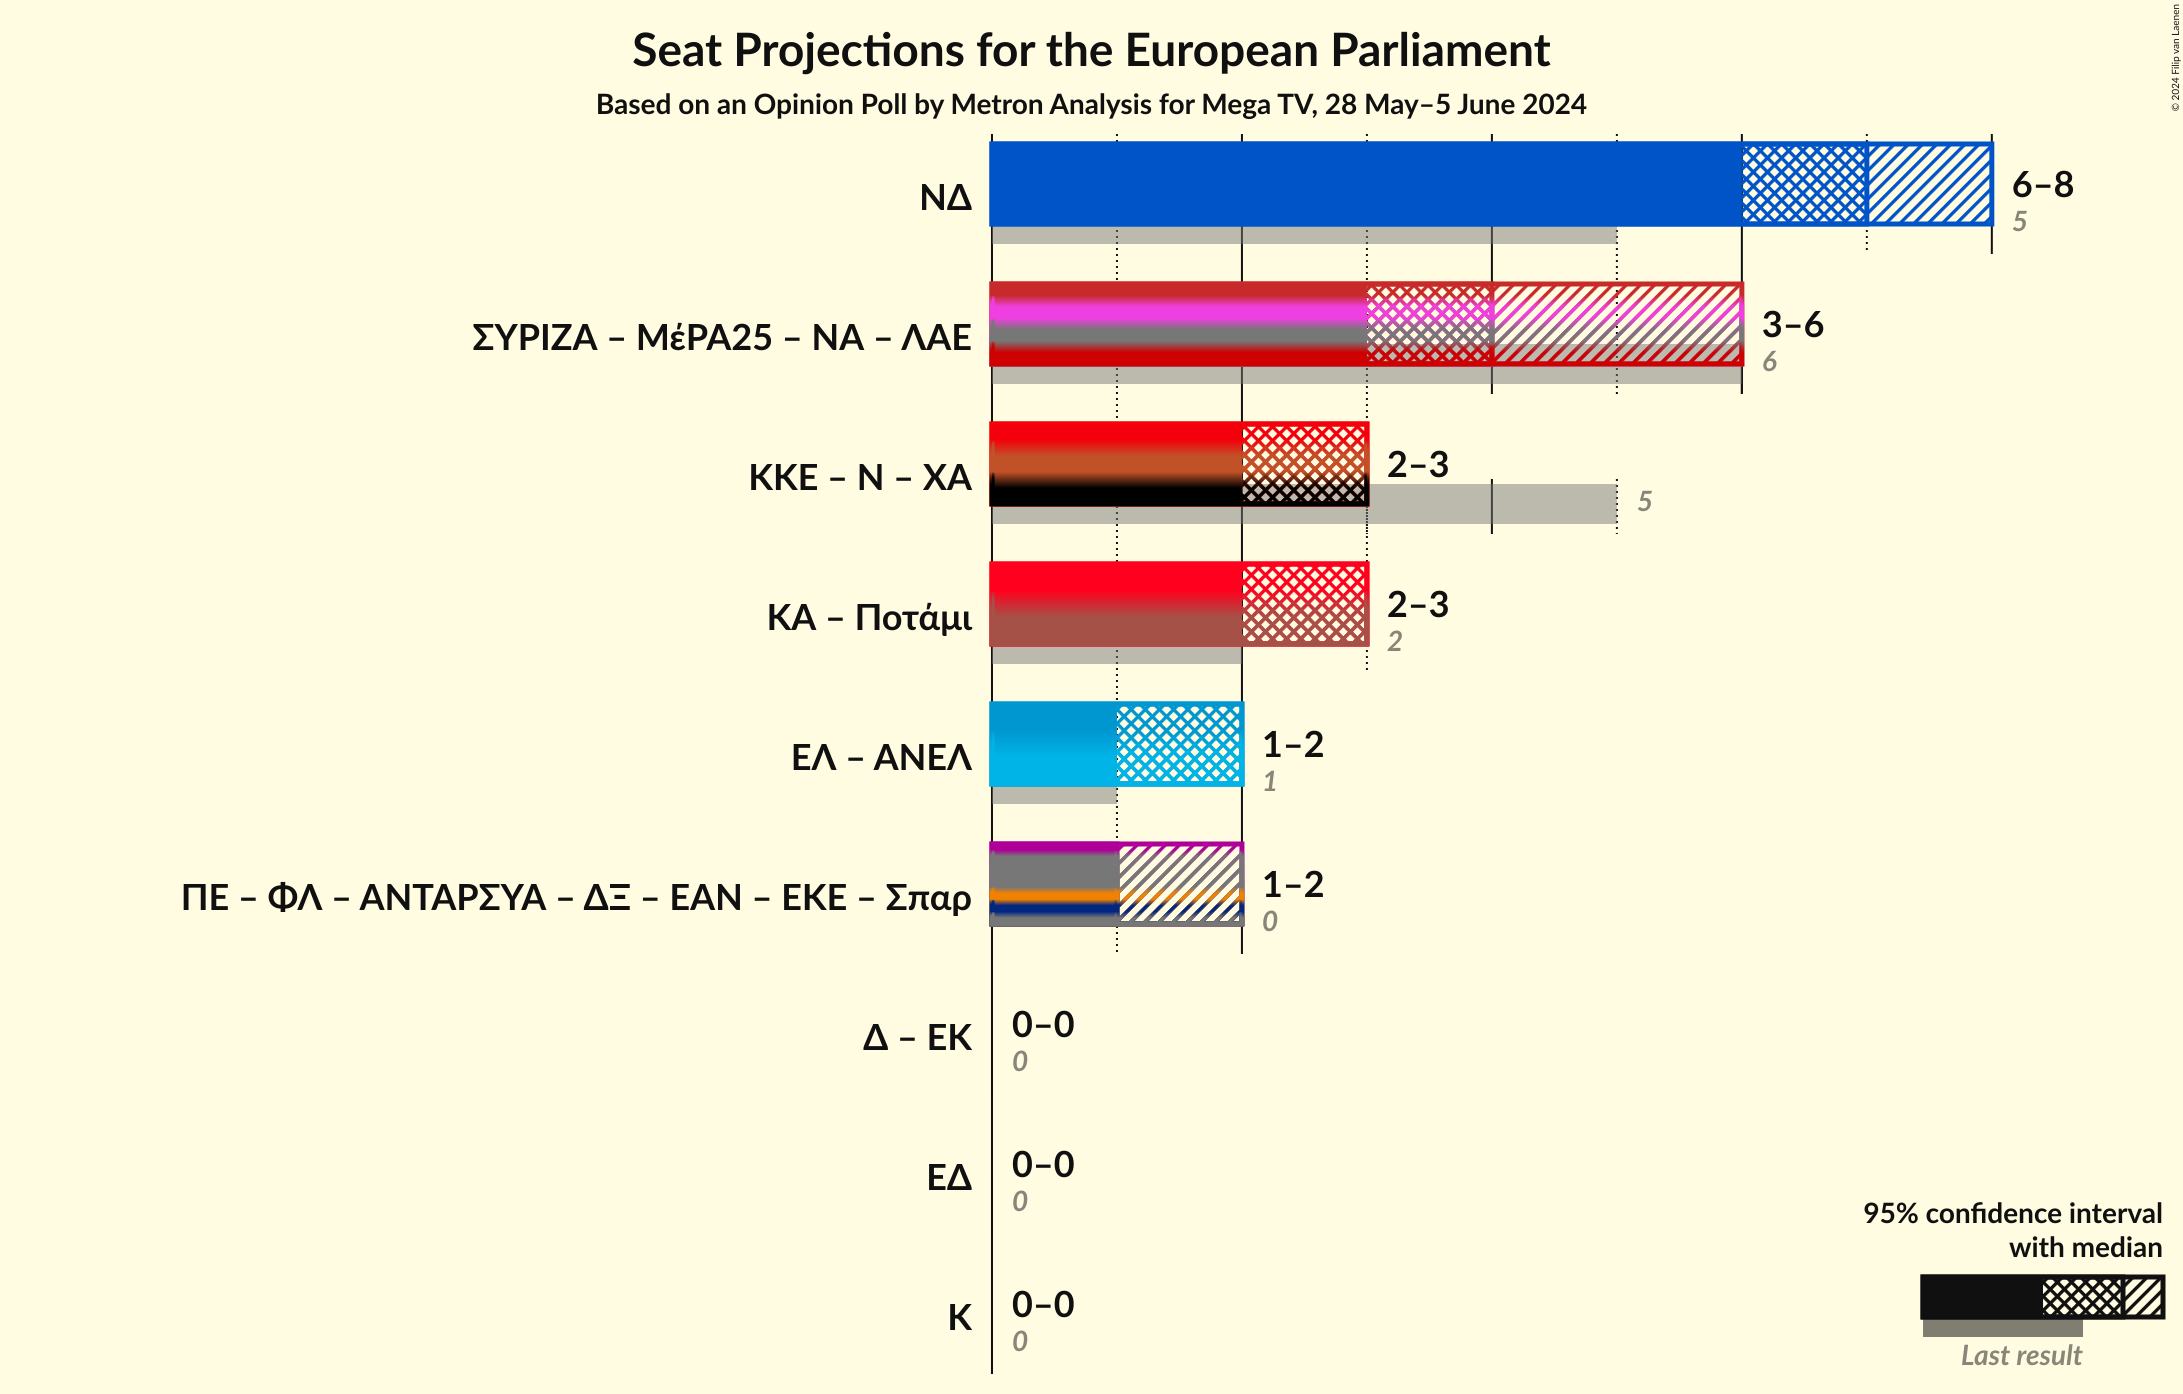 Seat Projections for the European Parliament
Based on an Opinion Poll by Metron Analysis for Mega TV, 28 May–5 June 2024
© 2024 Filip van Laenen
ΝΔ
6–8
5
ΣΥΡΙΖΑ – ΜέΡΑ25 – ΝΑ – ΛΑΕ
3–6
6
ΚΚΕ – Ν – ΧΑ
2–3
5
ΚΑ – Ποτάμι
2–3
2
ΕΛ – ΑΝΕΛ
1–2
1
ΠΕ – ΦΛ – ΑΝΤΑΡΣΥΑ – ΔΞ – ΕΑΝ – ΕΚΕ – Σπαρ
1–2
0
Δ – ΕΚ
0–0
0
ΕΔ
0–0
0
Κ
0–0
0
95% confidence interval
with median
Last result